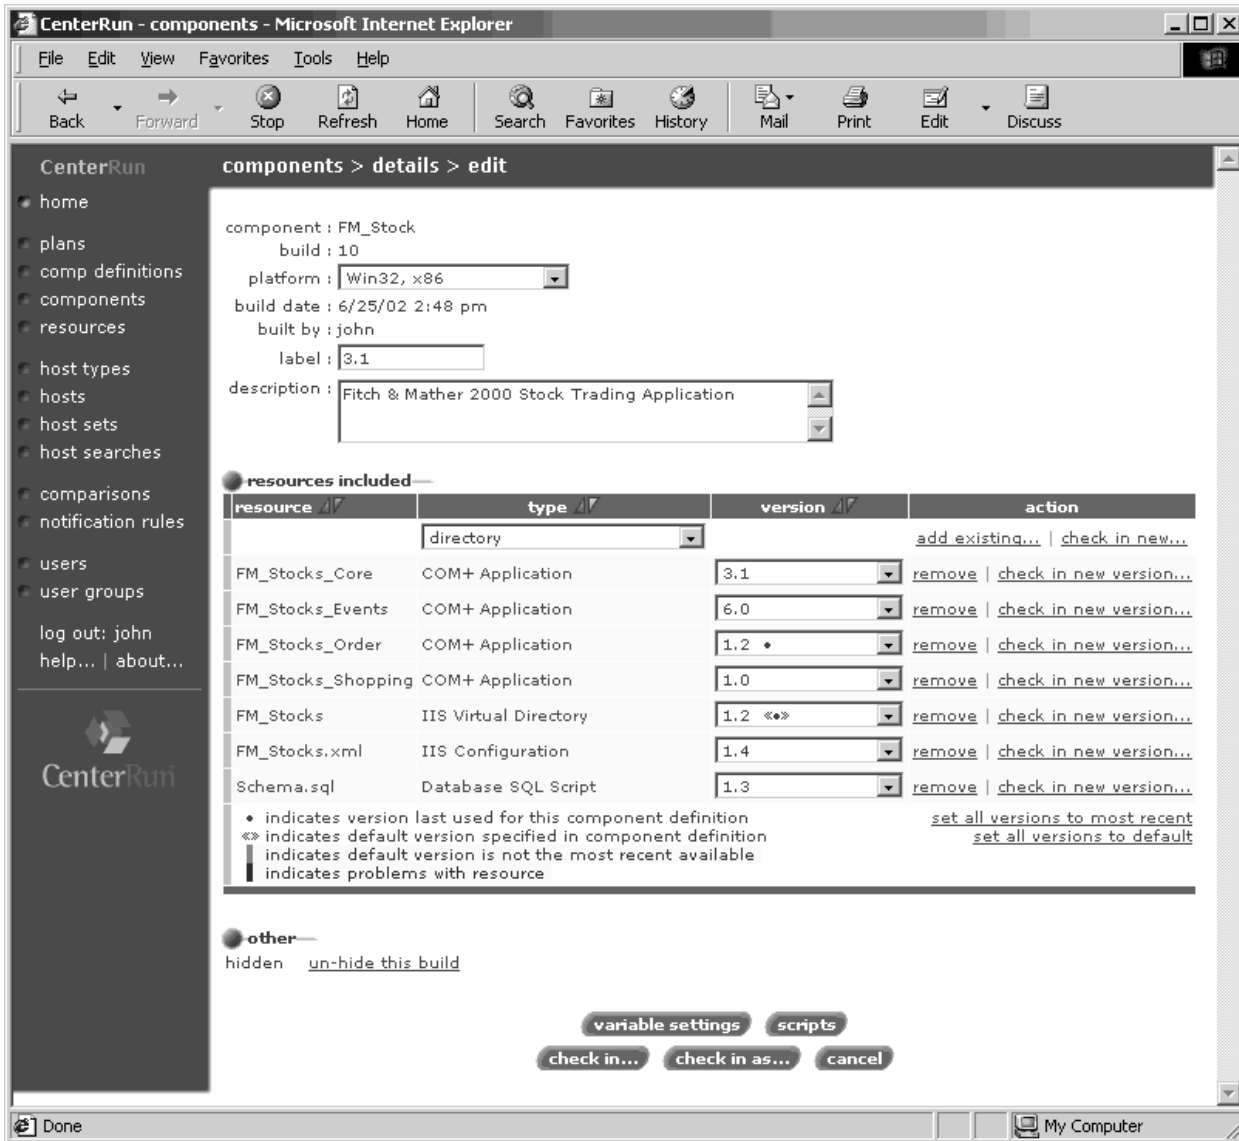 CenterRun - components - Microsoft Internet Explorer
File Edit View Favorites Tools Help
Back Forward Stop Refresh Home Search Favorites History Mail Print Edit Discuss
CenterRun
components > details > edit
home
plans
comp definitions
components
resources
host types
hosts
host sets
host searches
comparisons
notification rules
users
user groups
log out: john
help... | about...
CenterRun
component : FM_Stock
build : 10
platform : Win32, x86
build date : 6/25/02 2:48 pm
built by : john
label : 3.1
description : Fitch & Mather 2000 Stock Trading Application
resources included
resource type version action
directory add existing... | check in new...
FM_Stocks_Core COM+ Application 3.1 remove | check in new version...
FM_Stocks_Events COM+ Application 6.0 remove | check in new version...
FM_Stocks_Order COM+ Application 1.2 • remove | check in new version...
FM_Stocks_Shopping COM+ Application 1.0 remove | check in new version...
FM_Stocks IIS Virtual Directory 1.2 «•» remove | check in new version...
FM_Stocks.xml IIS Configuration 1.4 remove | check in new version...
Schema.sql Database SQL Script 1.3 remove | check in new version...
• indicates version last used for this component definition set all versions to most recent
«» indicates default version specified in component definition set all versions to default
indicates default version is not the most recent available
indicates problems with resource
other
hidden un-hide this build
variable settings scripts
check in... check in as... cancel
Done My Computer